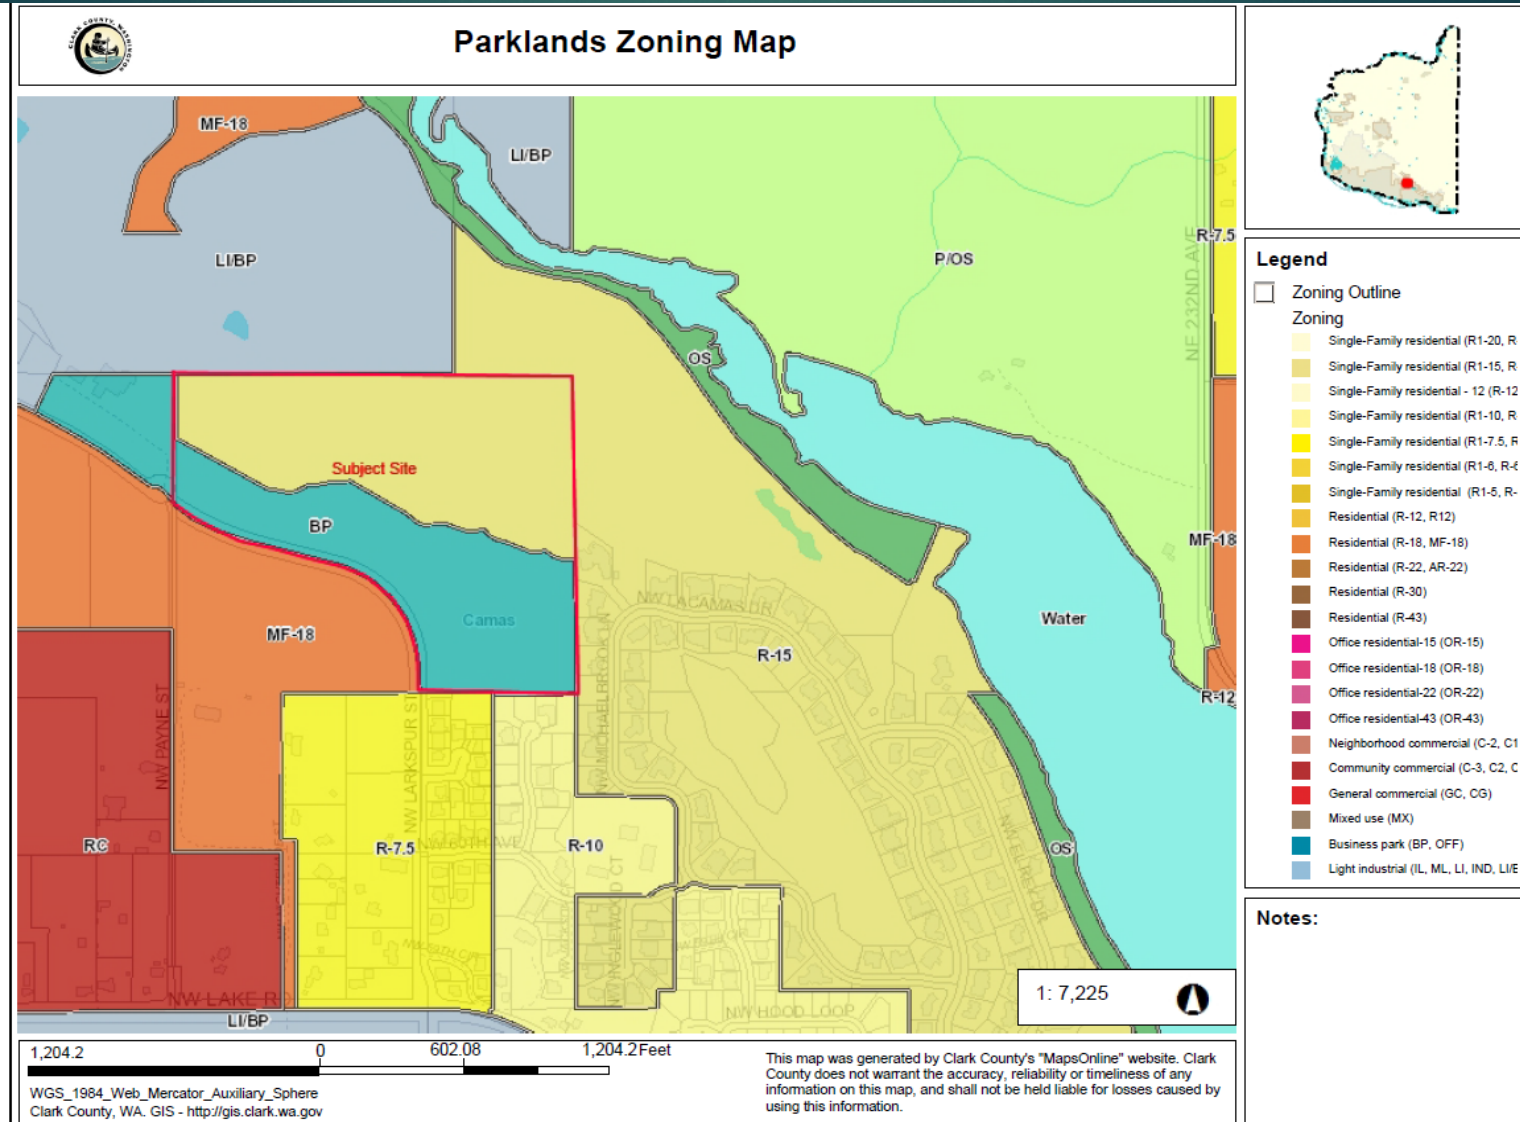 CLARK COUNTY, WASHINGTON
Parklands Zoning Map
MF-18
LI/BP
LI/BP
P/OS
R-7.5
NE 232ND AVE
OS
Subject Site
BP
Camas
MF-18
MF-18
NW LACAMAS DR
Water
R-15
R-12
NW MICHAELBROOK LN
NW PAYNE ST
NW LARKSPUR ST
RC
R-7.5
R-10
OS
NW INGLEWOOD CT
NW LAKE RD
NW HOOD LOOP
LI/BP
1: 7,225
Legend
Zoning Outline
Zoning
Single-Family residential (R1-20, R
Single-Family residential (R1-15, R
Single-Family residential - 12 (R-12
Single-Family residential (R1-10, R
Single-Family residential (R1-7.5, R
Single-Family residential (R1-6, R-6
Single-Family residential (R1-5, R-
Residential (R-12, R12)
Residential (R-18, MF-18)
Residential (R-22, AR-22)
Residential (R-30)
Residential (R-43)
Office residential-15 (OR-15)
Office residential-18 (OR-18)
Office residential-22 (OR-22)
Office residential-43 (OR-43)
Neighborhood commercial (C-2, C1
Community commercial (C-3, C2, C
General commercial (GC, CG)
Mixed use (MX)
Business park (BP, OFF)
Light industrial (IL, ML, LI, IND, LI/B
Notes:
1,204.2 0 602.08 1,204.2 Feet
WGS_1984_Web_Mercator_Auxiliary_Sphere
Clark County, WA. GIS - http://gis.clark.wa.gov
This map was generated by Clark County's "MapsOnline" website. Clark
County does not warrant the accuracy, reliability or timeliness of any
information on this map, and shall not be held liable for losses caused by
using this information.